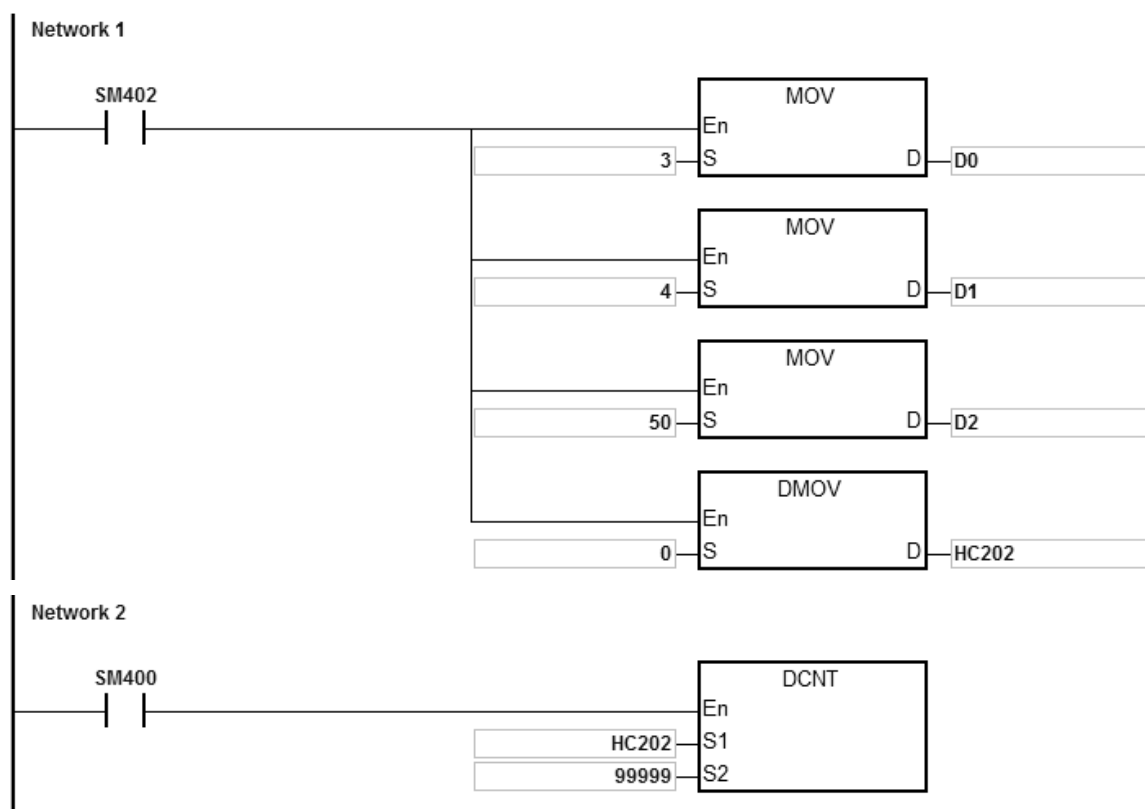 Network 1
SM402
MOV
En
3 S D D0
MOV
En
4 S D D1
MOV
En
50 S D D2
DMOV
En
0 S D HC202
Network 2
SM400
DCNT
En
HC202 S1
99999 S2